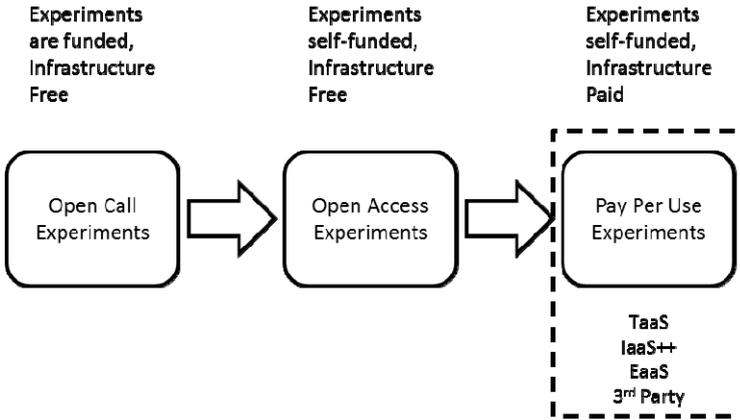 Experiments
are funded,
Infrastructure
Free
Experiments
self-funded,
Infrastructure
Free
Experiments
self-funded,
Infrastructure
Paid
Open Call
Experiments
Open Access
Experiments
Pay Per Use
Experiments
TaaS
IaaS++
EaaS
3rd Party